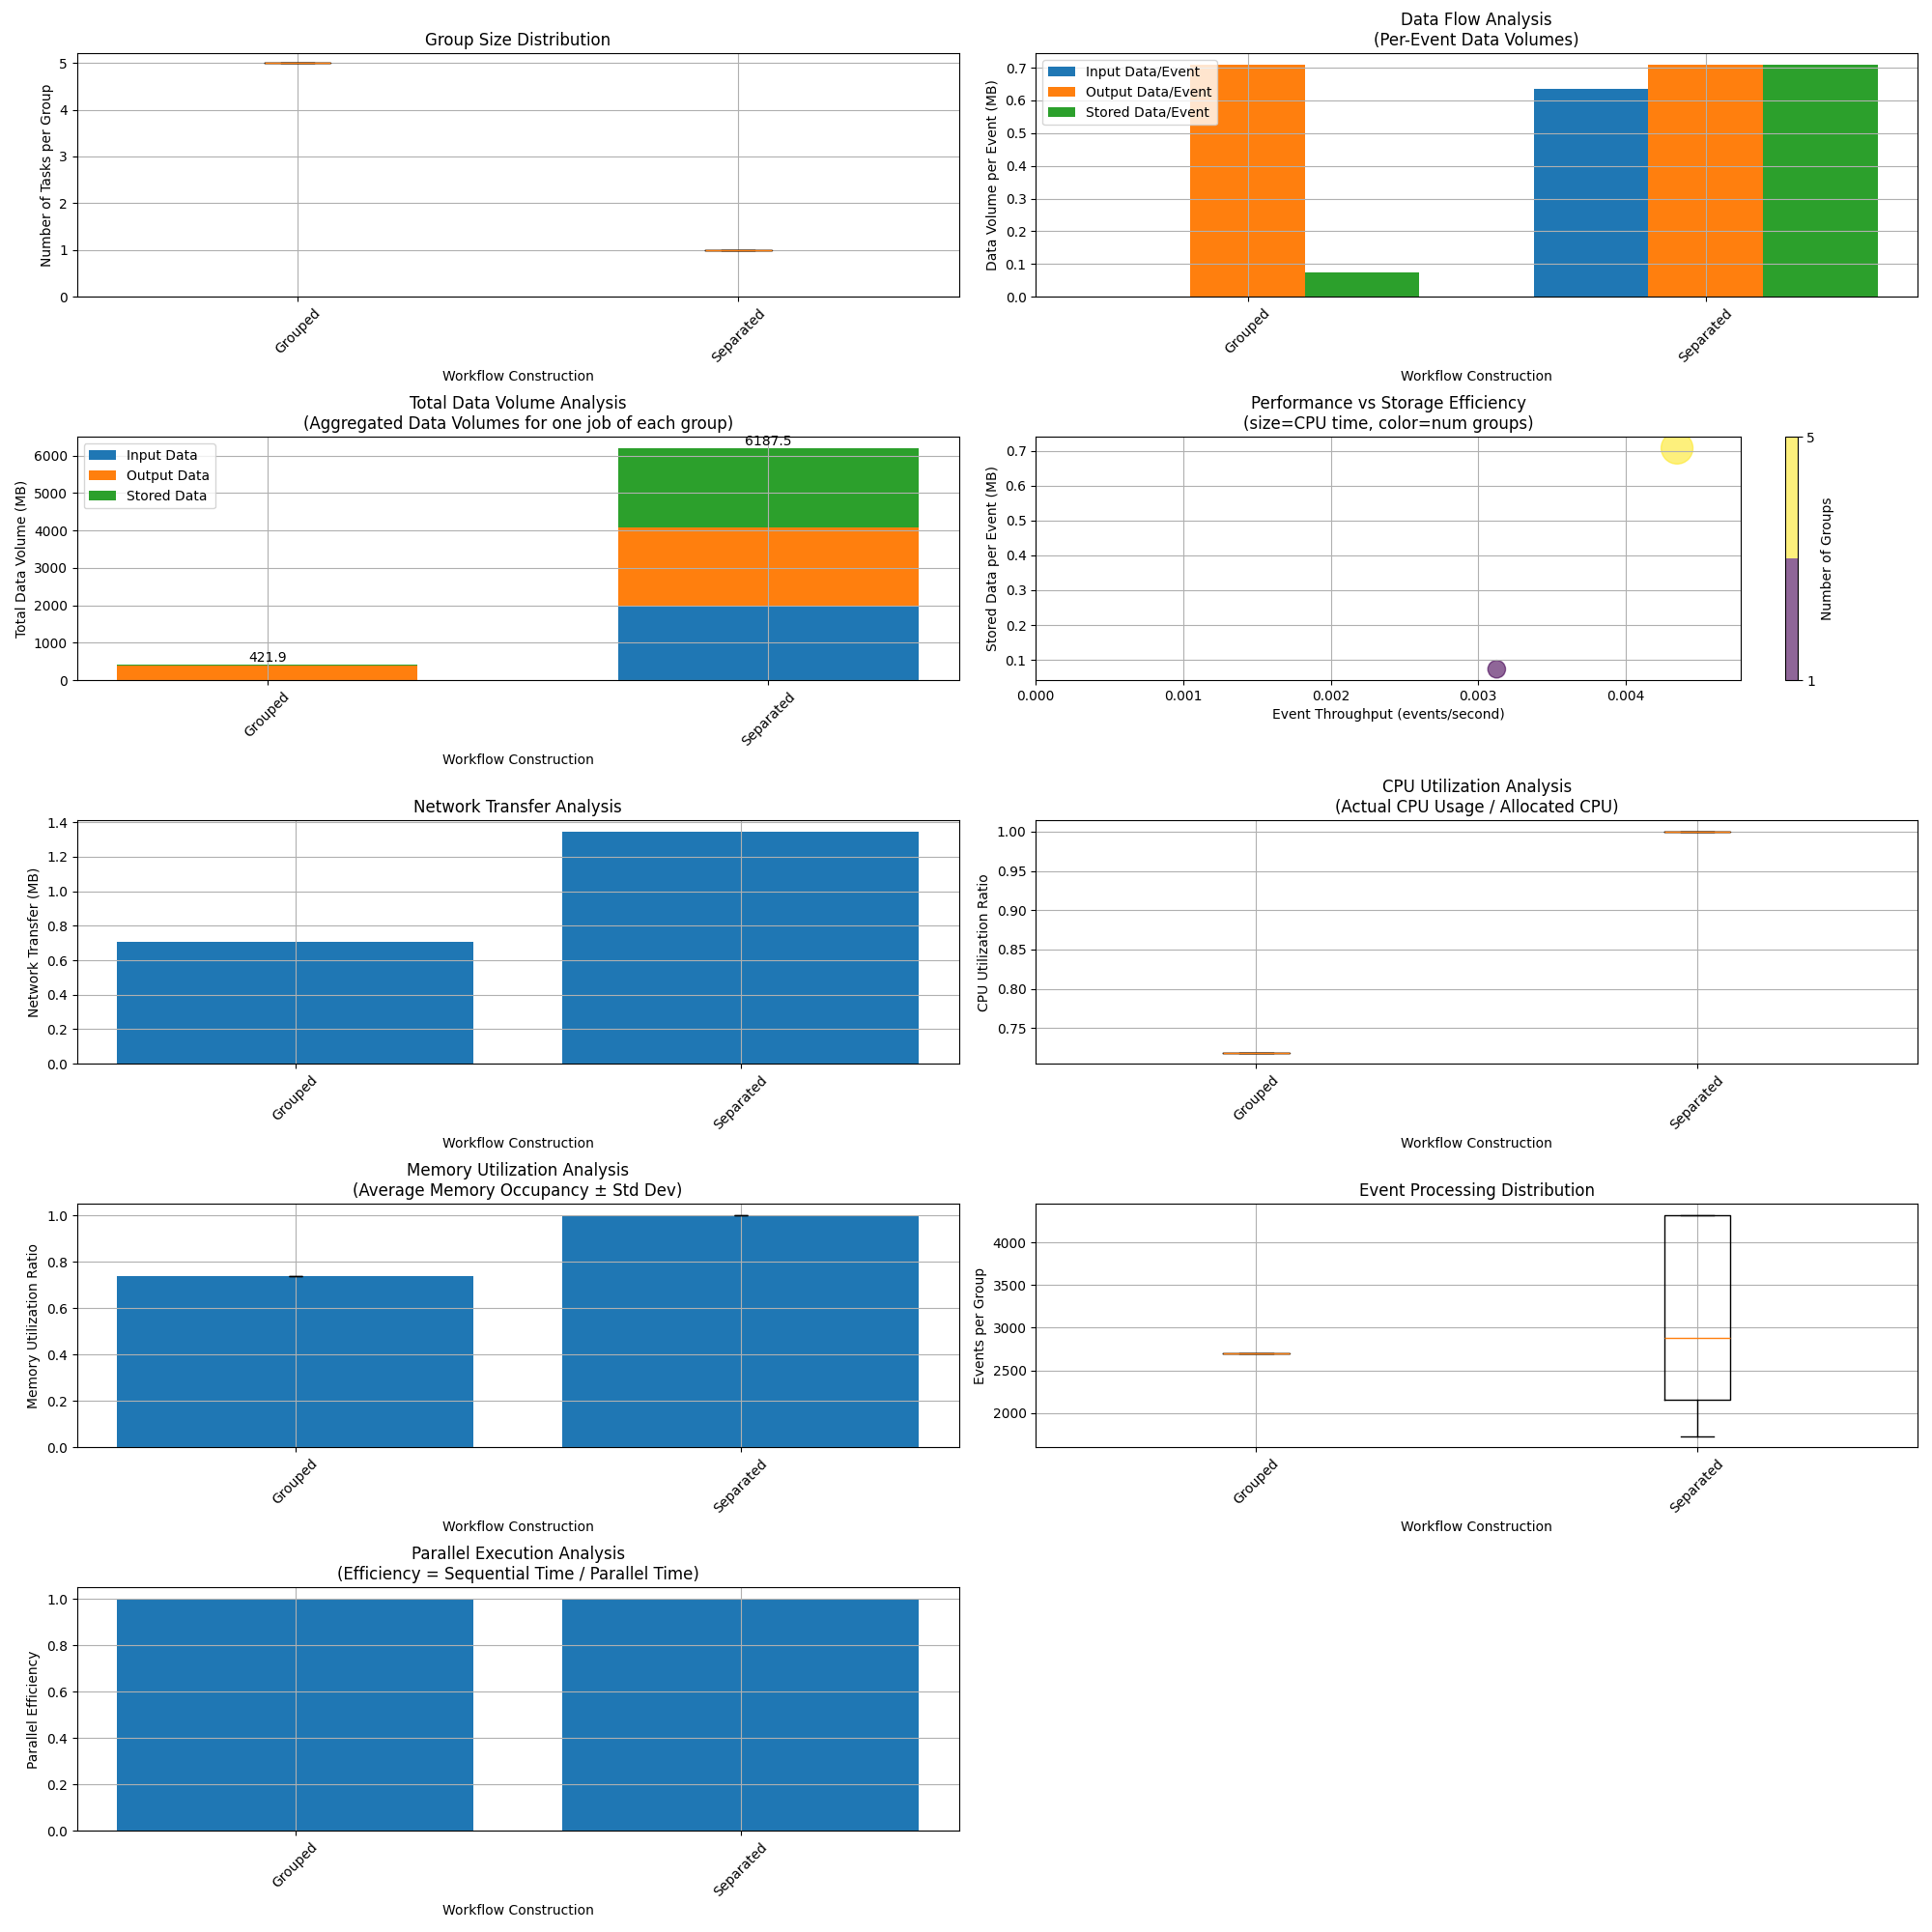 Group Size Distribution
Number of Tasks per Group
5
4
3
2
1
0
Grouped
Separated
Workflow Construction
Data Flow Analysis
(Per-Event Data Volumes)
Data Volume per Event (MB)
0.7
0.6
0.5
0.4
0.3
0.2
0.1
0.0
Input Data/Event
Output Data/Event
Stored Data/Event
Grouped
Separated
Workflow Construction
Total Data Volume Analysis
(Aggregated Data Volumes for one job of each group)
Total Data Volume (MB)
6000
5000
4000
3000
2000
1000
0
Input Data
Output Data
Stored Data
421.9
6187.5
Grouped
Separated
Workflow Construction
Performance vs Storage Efficiency
(size=CPU time, color=num groups)
Stored Data per Event (MB)
0.7
0.6
0.5
0.4
0.3
0.2
0.1
0.000
0.001
0.002
0.003
0.004
Event Throughput (events/second)
5
1
Number of Groups
Network Transfer Analysis
Network Transfer (MB)
1.4
1.2
1.0
0.8
0.6
0.4
0.2
0.0
Grouped
Separated
Workflow Construction
CPU Utilization Analysis
(Actual CPU Usage / Allocated CPU)
CPU Utilization Ratio
1.00
0.95
0.90
0.85
0.80
0.75
Grouped
Separated
Workflow Construction
Memory Utilization Analysis
(Average Memory Occupancy ± Std Dev)
Memory Utilization Ratio
1.0
0.8
0.6
0.4
0.2
0.0
Grouped
Separated
Workflow Construction
Event Processing Distribution
Events per Group
4000
3500
3000
2500
2000
Grouped
Separated
Workflow Construction
Parallel Execution Analysis
(Efficiency = Sequential Time / Parallel Time)
Parallel Efficiency
1.0
0.8
0.6
0.4
0.2
0.0
Grouped
Separated
Workflow Construction